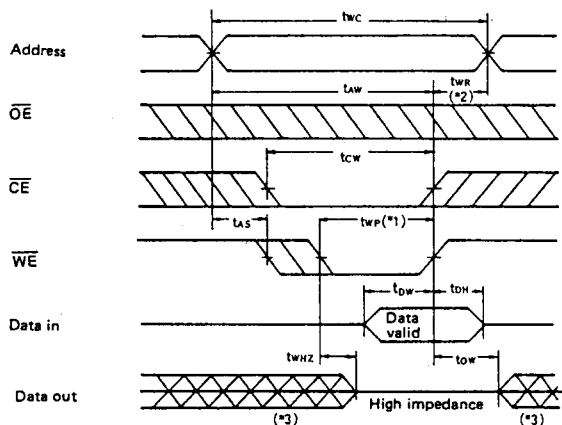 tWC
Address
tAW
tWR
(*2)
OE
tCW
CE
tAS
tWP(*1)
WE
tDW
tDH
Data in
Data
valid
tWHZ
tOW
Data out
High impedance
(*3)
(*3)